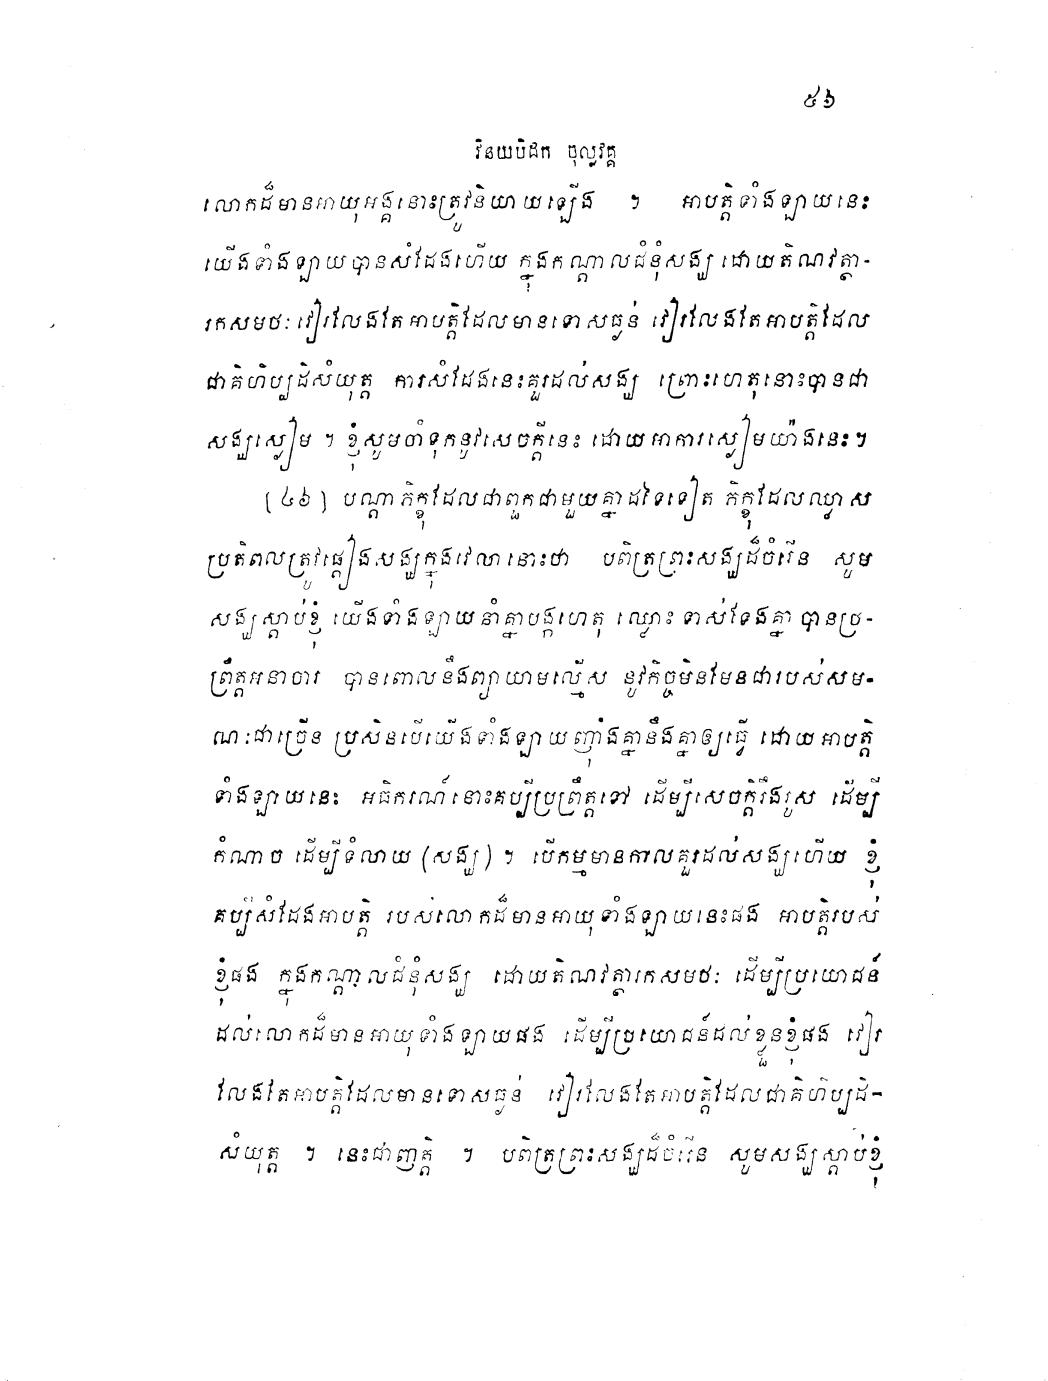 ៥៦
វិនយបិដក ចុល្លវគ្គ
លោកដ៏មានអាយុអង្គនោះត្រូវនិយាយឡើង ។ អាបត្តិទាំងឡាយនេះ
យើងទាំងឡាយបានសំដែងហើយ ក្នុងកណ្តាលជំនុំសង្ឃ ដោយតិណវត្ថា-
រកសមថៈ វៀរលែងតែអាបត្តិដែលមានទោសធ្ងន់ វៀរលែងតែអាបត្តិដែល
ជាគិហិប្បដិសំយុត្ត ការសំដែងនេះគួរដល់សង្ឃ ព្រោះហេតុនោះបានជា
សង្ឃស្ងៀម ។ ខ្ញុំសូមចាំទុកនូវសេចក្តីនេះ ដោយអាការស្ងៀមយ៉ាងនេះ។
(៤៦) បណ្តាភិក្ខុដែលជាពួកជាមួយគ្នាដទៃទៀត ភិក្ខុដែលឈ្លាស
ប្រតិពលត្រូវផ្តៀងសង្ឃក្នុងវេលានោះថា បពិត្រព្រះសង្ឃដ៏ចំរើន សូម
សង្ឃស្តាប់ខ្ញុំ យើងទាំងឡាយនាំគ្នាបង្កហេតុ ឈ្លោះ ទាស់ទែងគ្នា បានប្រ-
ព្រឹត្តអនាចារ បានពោលនឹងព្យាយាមល្មើស នូវកិច្ចមិនមែនជារបស់សម-
ណៈជាច្រើន ប្រសិនបើយើងទាំងឡាយញ៉ាំងគ្នានឹងគ្នាឲ្យធ្វើ ដោយអាបត្តិ
ទាំងឡាយនេះ អធិករណ៍នោះគប្បីប្រព្រឹត្តទៅ ដើម្បីសេចក្តីរឹងរូស ដើម្បី
កំណាច ដើម្បីទំលាយ (សង្ឃ) ។ បើកម្មមានកាលគួរដល់សង្ឃហើយ ខ្ញុំ
គប្បីសំដែងអាបត្តិ របស់លោកដ៏មានអាយុទាំងឡាយនេះផង អាបត្តិរបស់
ខ្ញុំផង ក្នុងកណ្តាលជំនុំសង្ឃ ដោយតិណវត្ថារកសមថៈ ដើម្បីប្រយោជន៍
ដល់លោកដ៏មានអាយុទាំងឡាយផង ដើម្បីប្រយោជន៍ដល់ខ្លួនខ្ញុំផង វៀរ
លែងតែអាបត្តិដែលមានទោសធ្ងន់ វៀរលែងតែអាបត្តិដែលជាគិហិប្បដិ-
សំយុត្ត ។ នេះជាញត្តិ ។ បពិត្រព្រះសង្ឃដ៏ចំរើន សូមសង្ឃស្តាប់ខ្ញុំ